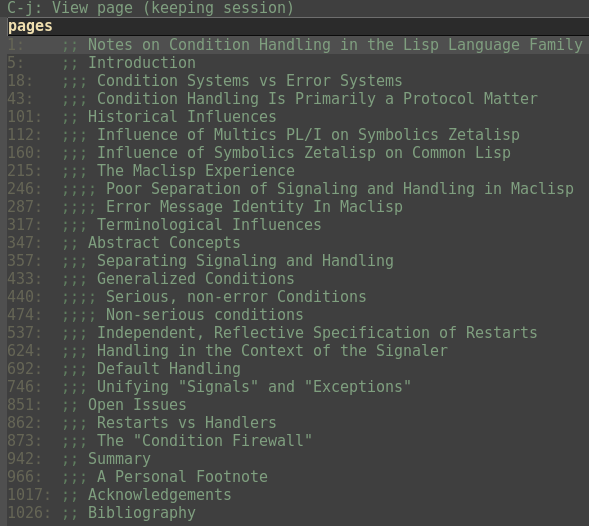 C-j: View page (keeping session)
pages
1: ;; Notes on Condition Handling in the Lisp Language Family
5: ;; Introduction
18: ;;; Condition Systems vs Error Systems
43: ;;; Condition Handling Is Primarily a Protocol Matter
101: ;; Historical Influences
112: ;;; Influence of Multics PL/I on Symbolics Zetalisp
160: ;;; Influence of Symbolics Zetalisp on Common Lisp
215: ;;; The Maclisp Experience
246: ;;;; Poor Separation of Signaling and Handling in Maclisp
287: ;;;; Error Message Identity In Maclisp
317: ;;; Terminological Influences
347: ;; Abstract Concepts
357: ;;; Separating Signaling and Handling
433: ;;; Generalized Conditions
440: ;;;; Serious, non-error Conditions
474: ;;;; Non-serious conditions
537: ;;; Independent, Reflective Specification of Restarts
624: ;;; Handling in the Context of the Signaler
692: ;;; Default Handling
746: ;;; Unifying "Signals" and "Exceptions"
851: ;; Open Issues
862: ;;; Restarts vs Handlers
873: ;;; The "Condition Firewall"
942: ;; Summary
966: ;;; A Personal Footnote
1017: ;; Acknowledgements
1026: ;; Bibliography